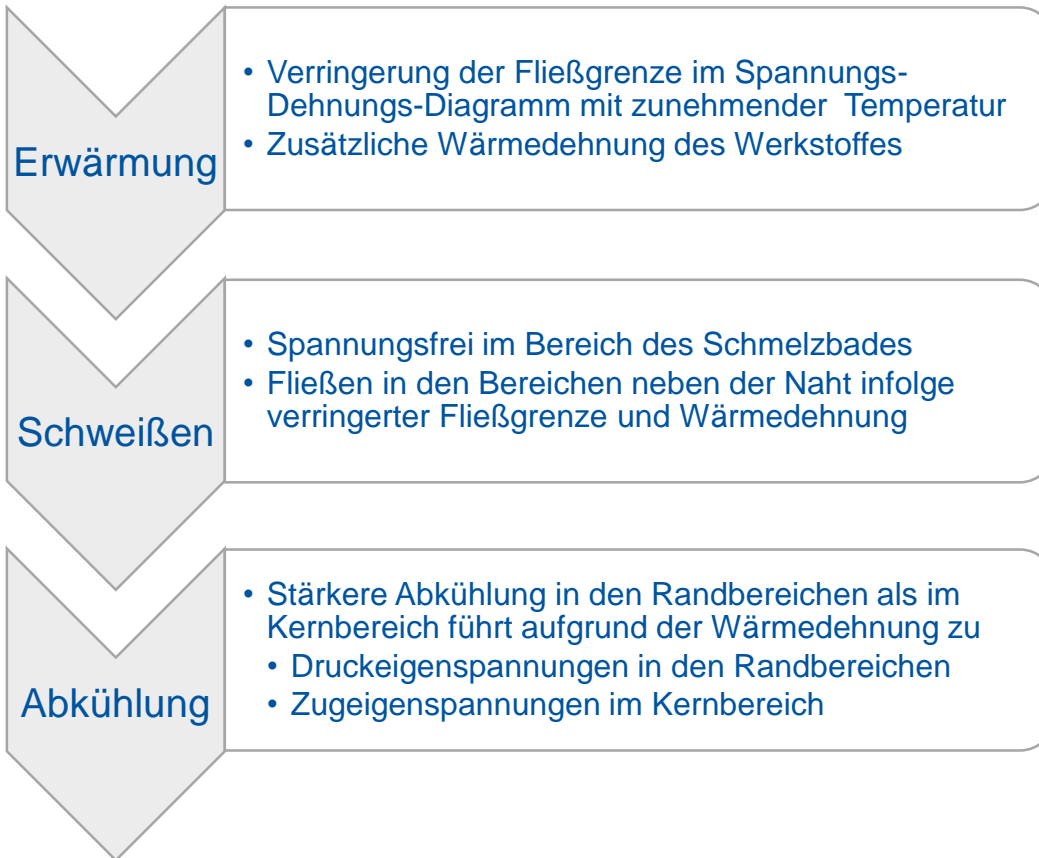 Erwärmung
• Verringerung der Fließgrenze im Spannungs-
Dehnungs-Diagramm mit zunehmender Temperatur
• Zusätzliche Wärmedehnung des Werkstoffes
Schweißen
• Spannungsfrei im Bereich des Schmelzbades
• Fließen in den Bereichen neben der Naht infolge
verringerter Fließgrenze und Wärmedehnung
Abkühlung
• Stärkere Abkühlung in den Randbereichen als im
Kernbereich führt aufgrund der Wärmedehnung zu
• Druckeigenspannungen in den Randbereichen
• Zugeigenspannungen im Kernbereich